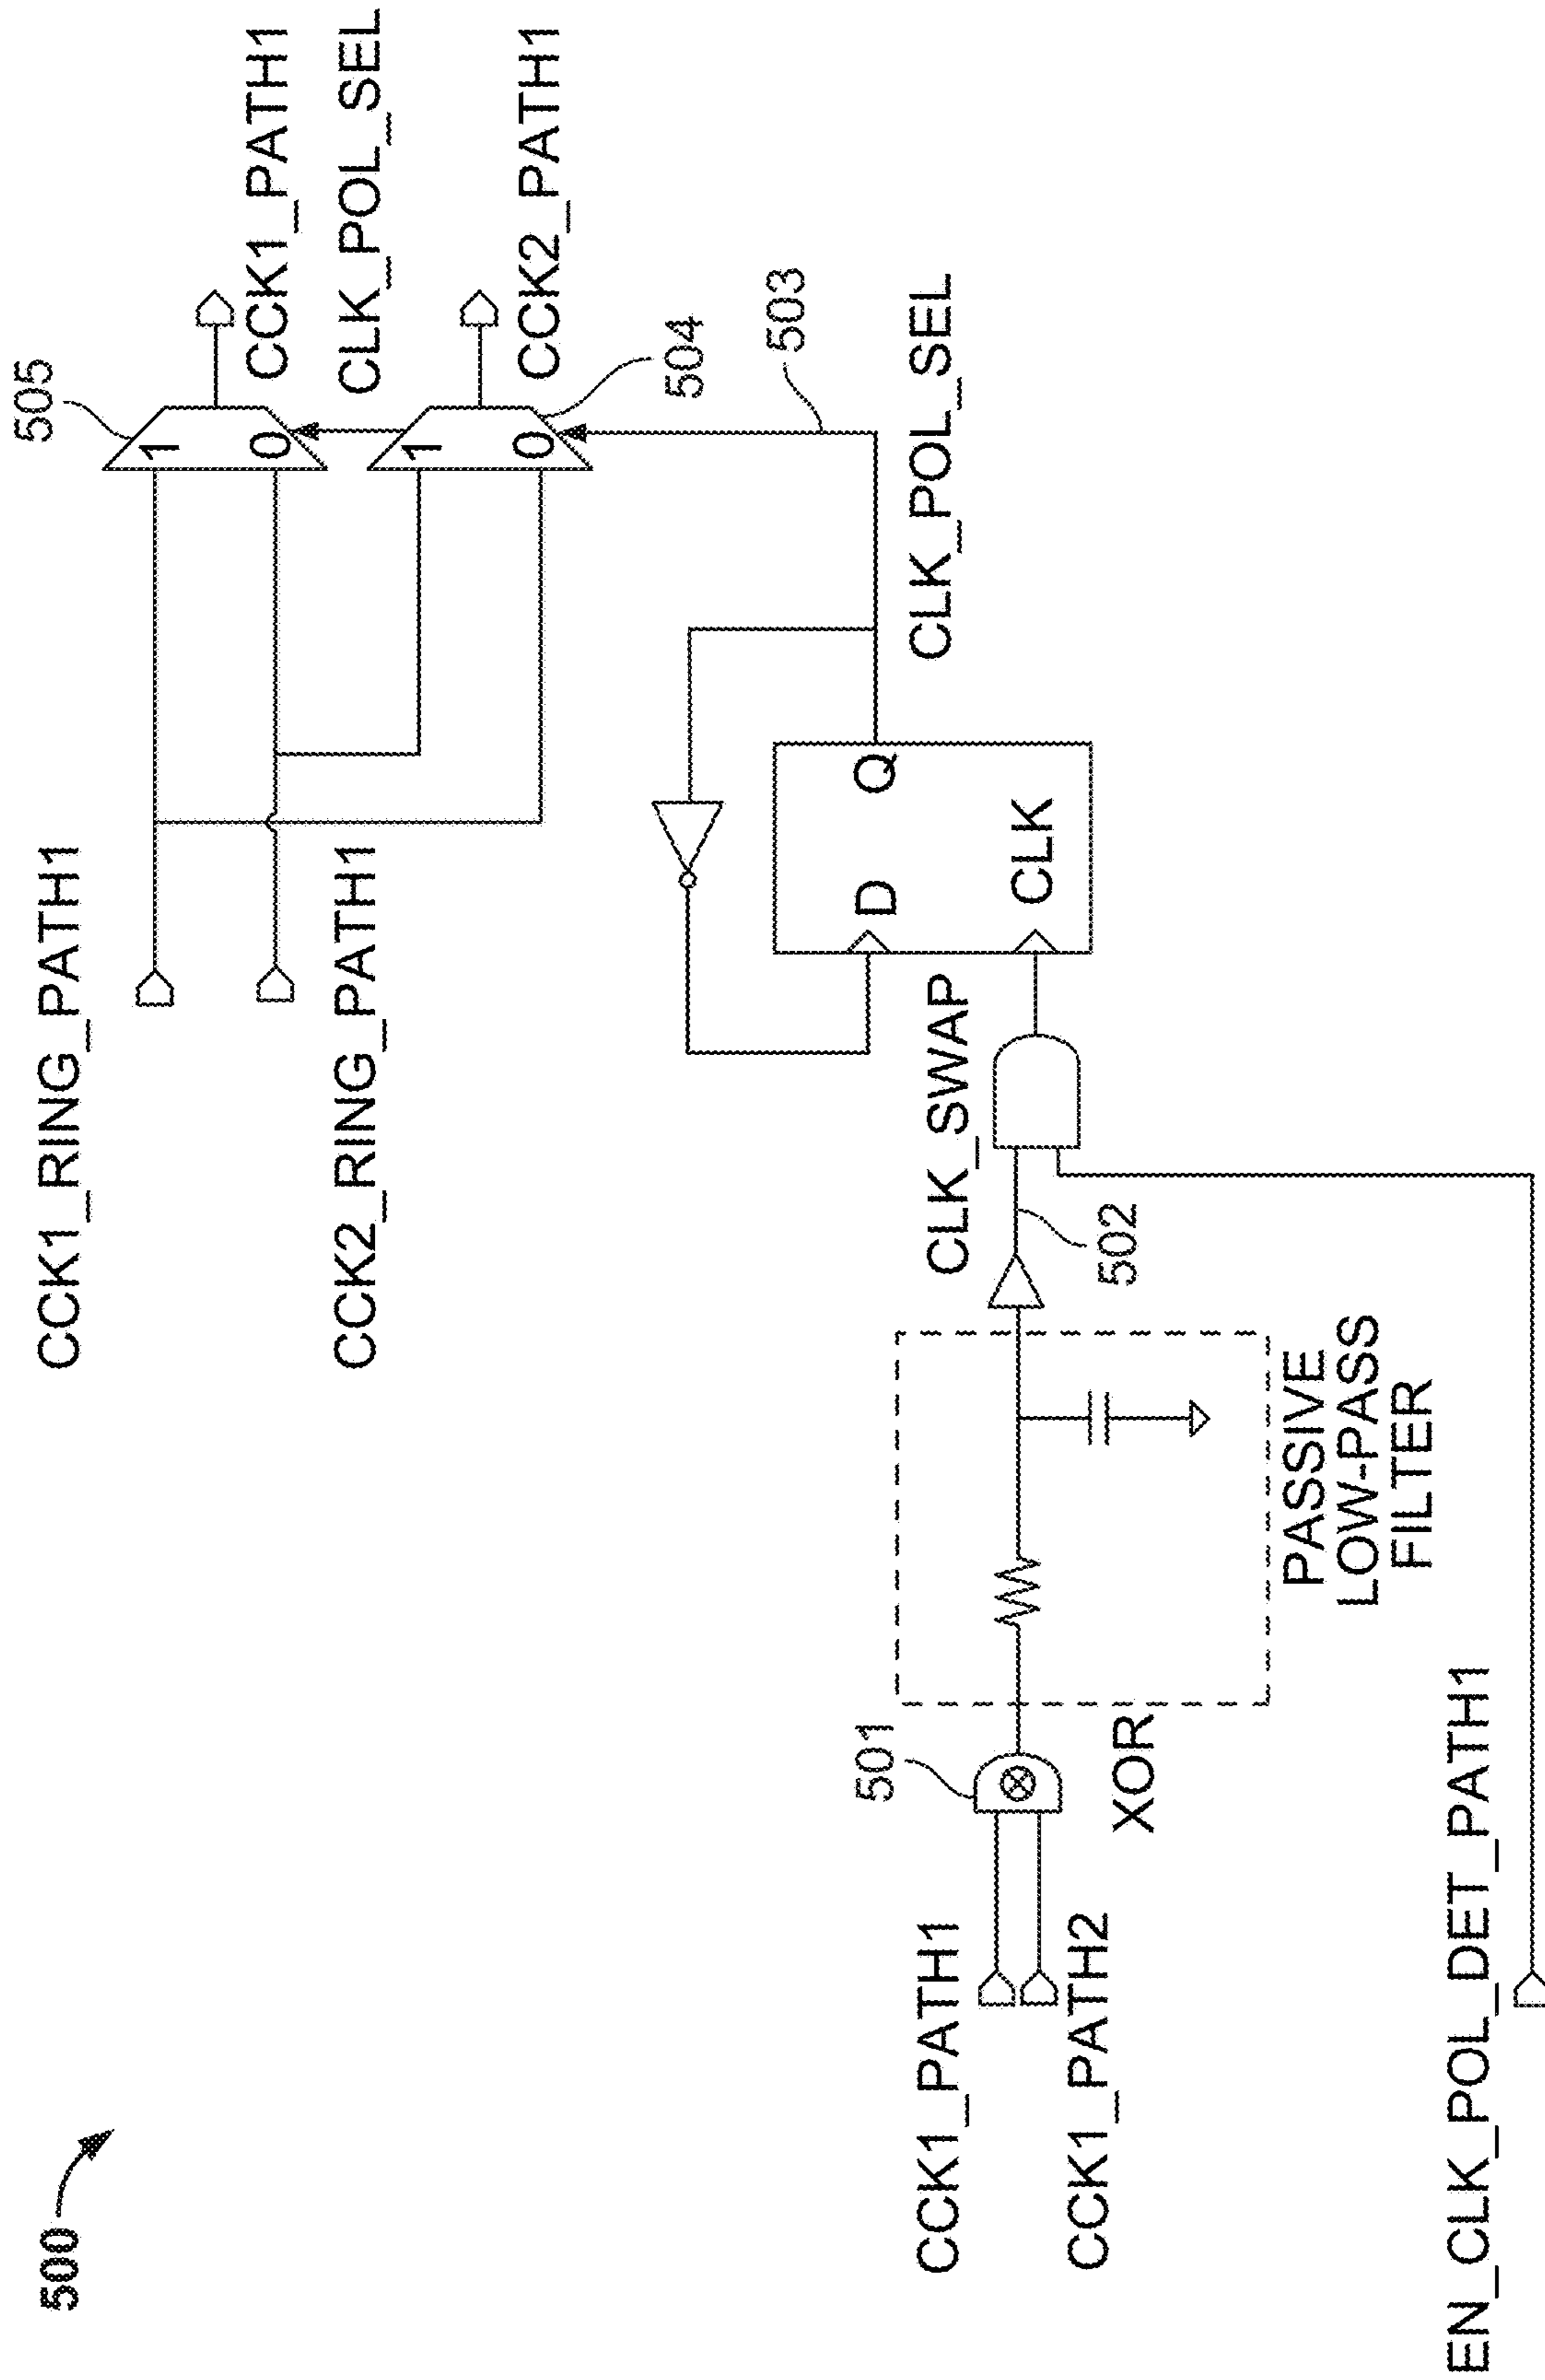 500
CCK1_RING_PATH1
CCK2_RING_PATH1
505
1
0
CCK1_PATH1
CLK_POL_SEL
1
0
504
CCK2_PATH1
503
CLK_POL_SEL
D
Q
CLK
CLK_SWAP
502
501
CCK1_PATH1
CCK1_PATH2
XOR
PASSIVE
LOW-PASS
FILTER
EN_CLK_POL_DET_PATH1